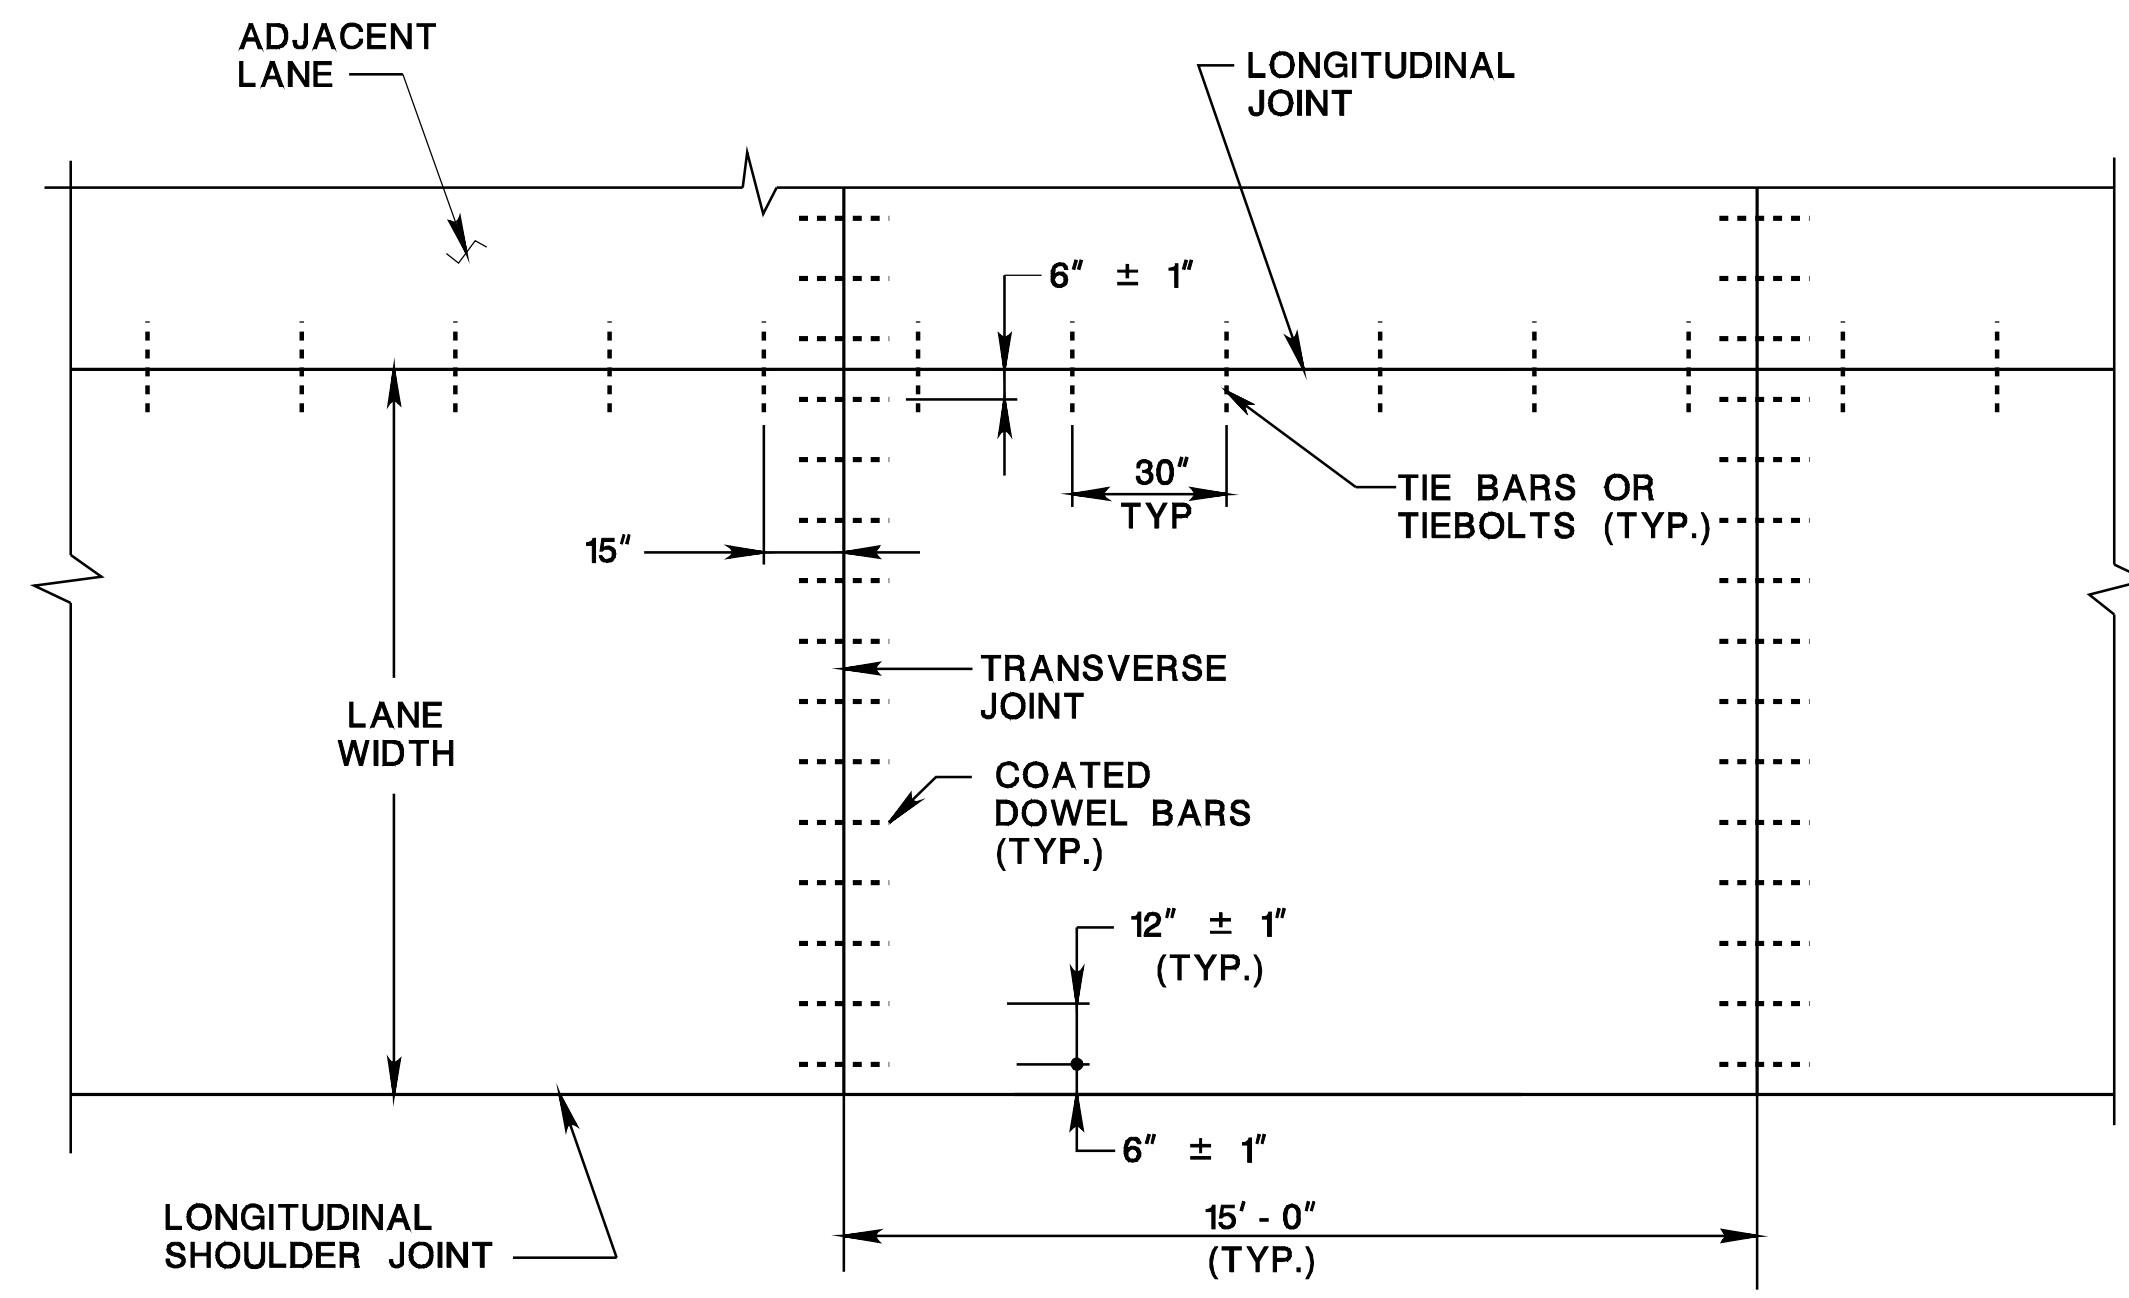 ADJACENT
LANE
LONGITUDINAL
JOINT
6" ± 1"
30"
TYP
TIE BARS OR
TIEBOLTS (TYP.)
15"
TRANSVERSE
JOINT
LANE
WIDTH
COATED
DOWEL BARS
(TYP.)
12" ± 1"
(TYP.)
6" ± 1"
LONGITUDINAL
SHOULDER JOINT
15' - 0"
(TYP.)